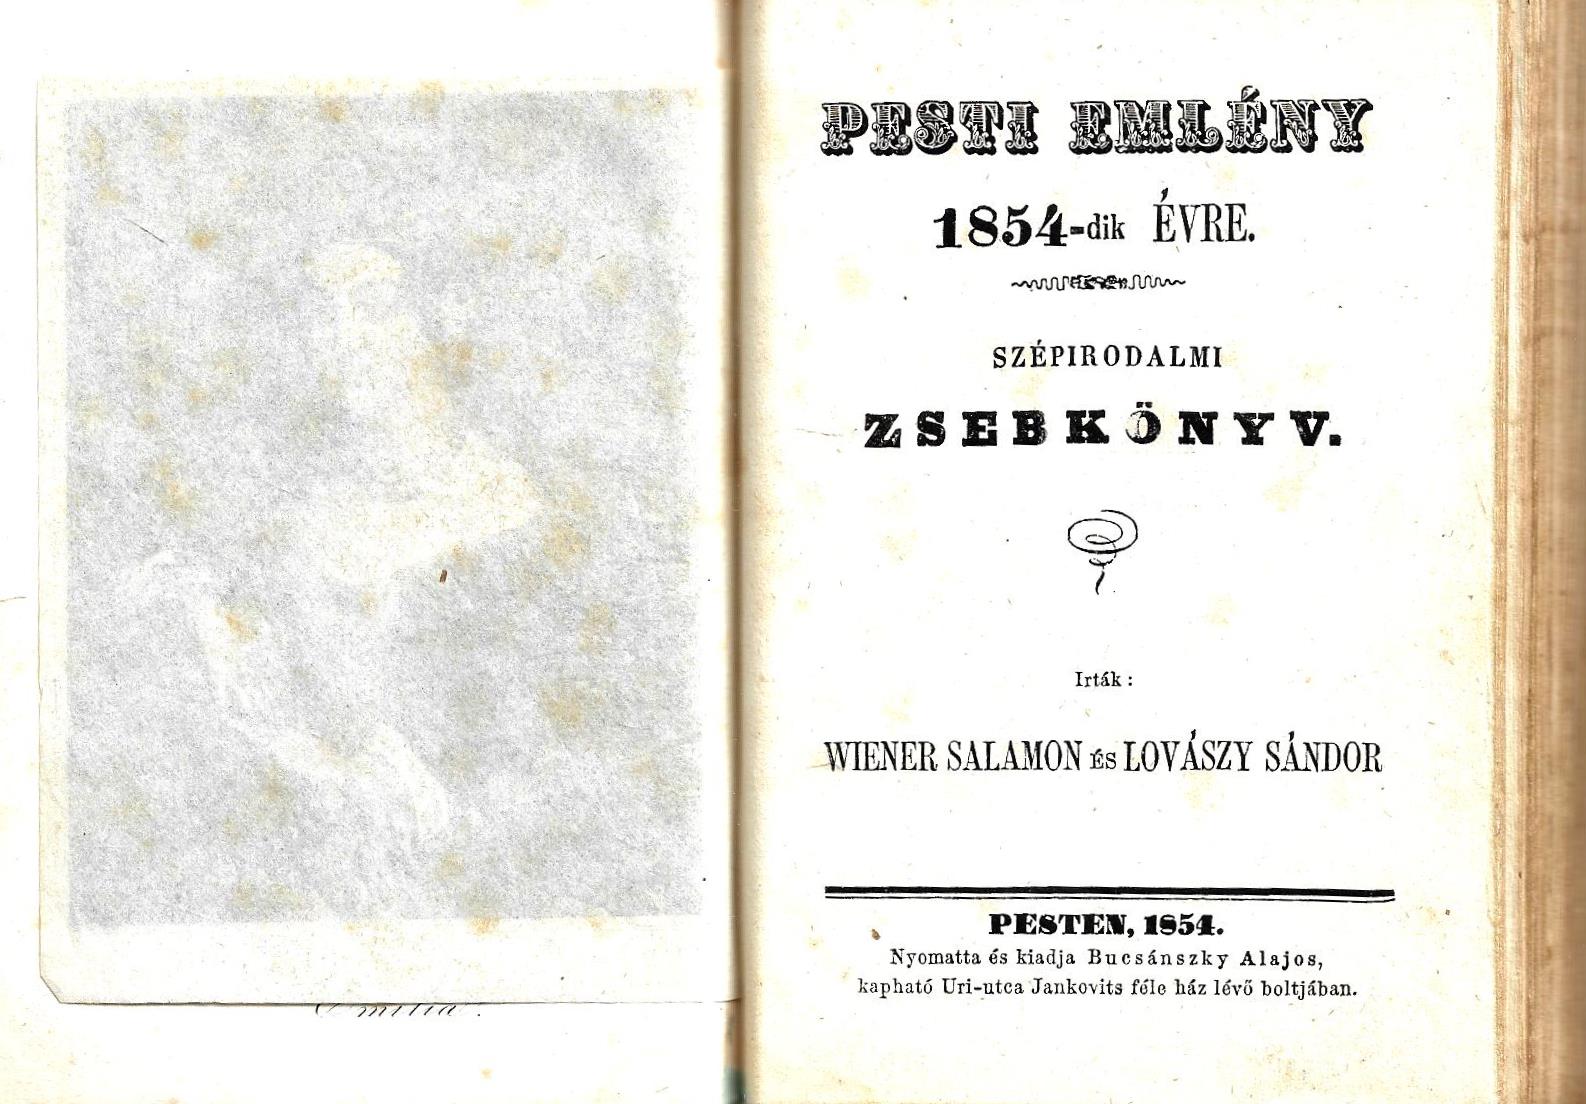 PESTI EMLÉNY
1854-dik ÉVRE.
SZÉPIRODALMI
ZSEBKÖNYV.
Irták:
WIENER SALAMON ÉS LOVÁSZY SÁNDOR
PESTEN, 1854.
Nyomatta és kiadja Bucsánszky Alajos,
kapható Uri-utca Jankovits féle ház lévő boltjában.